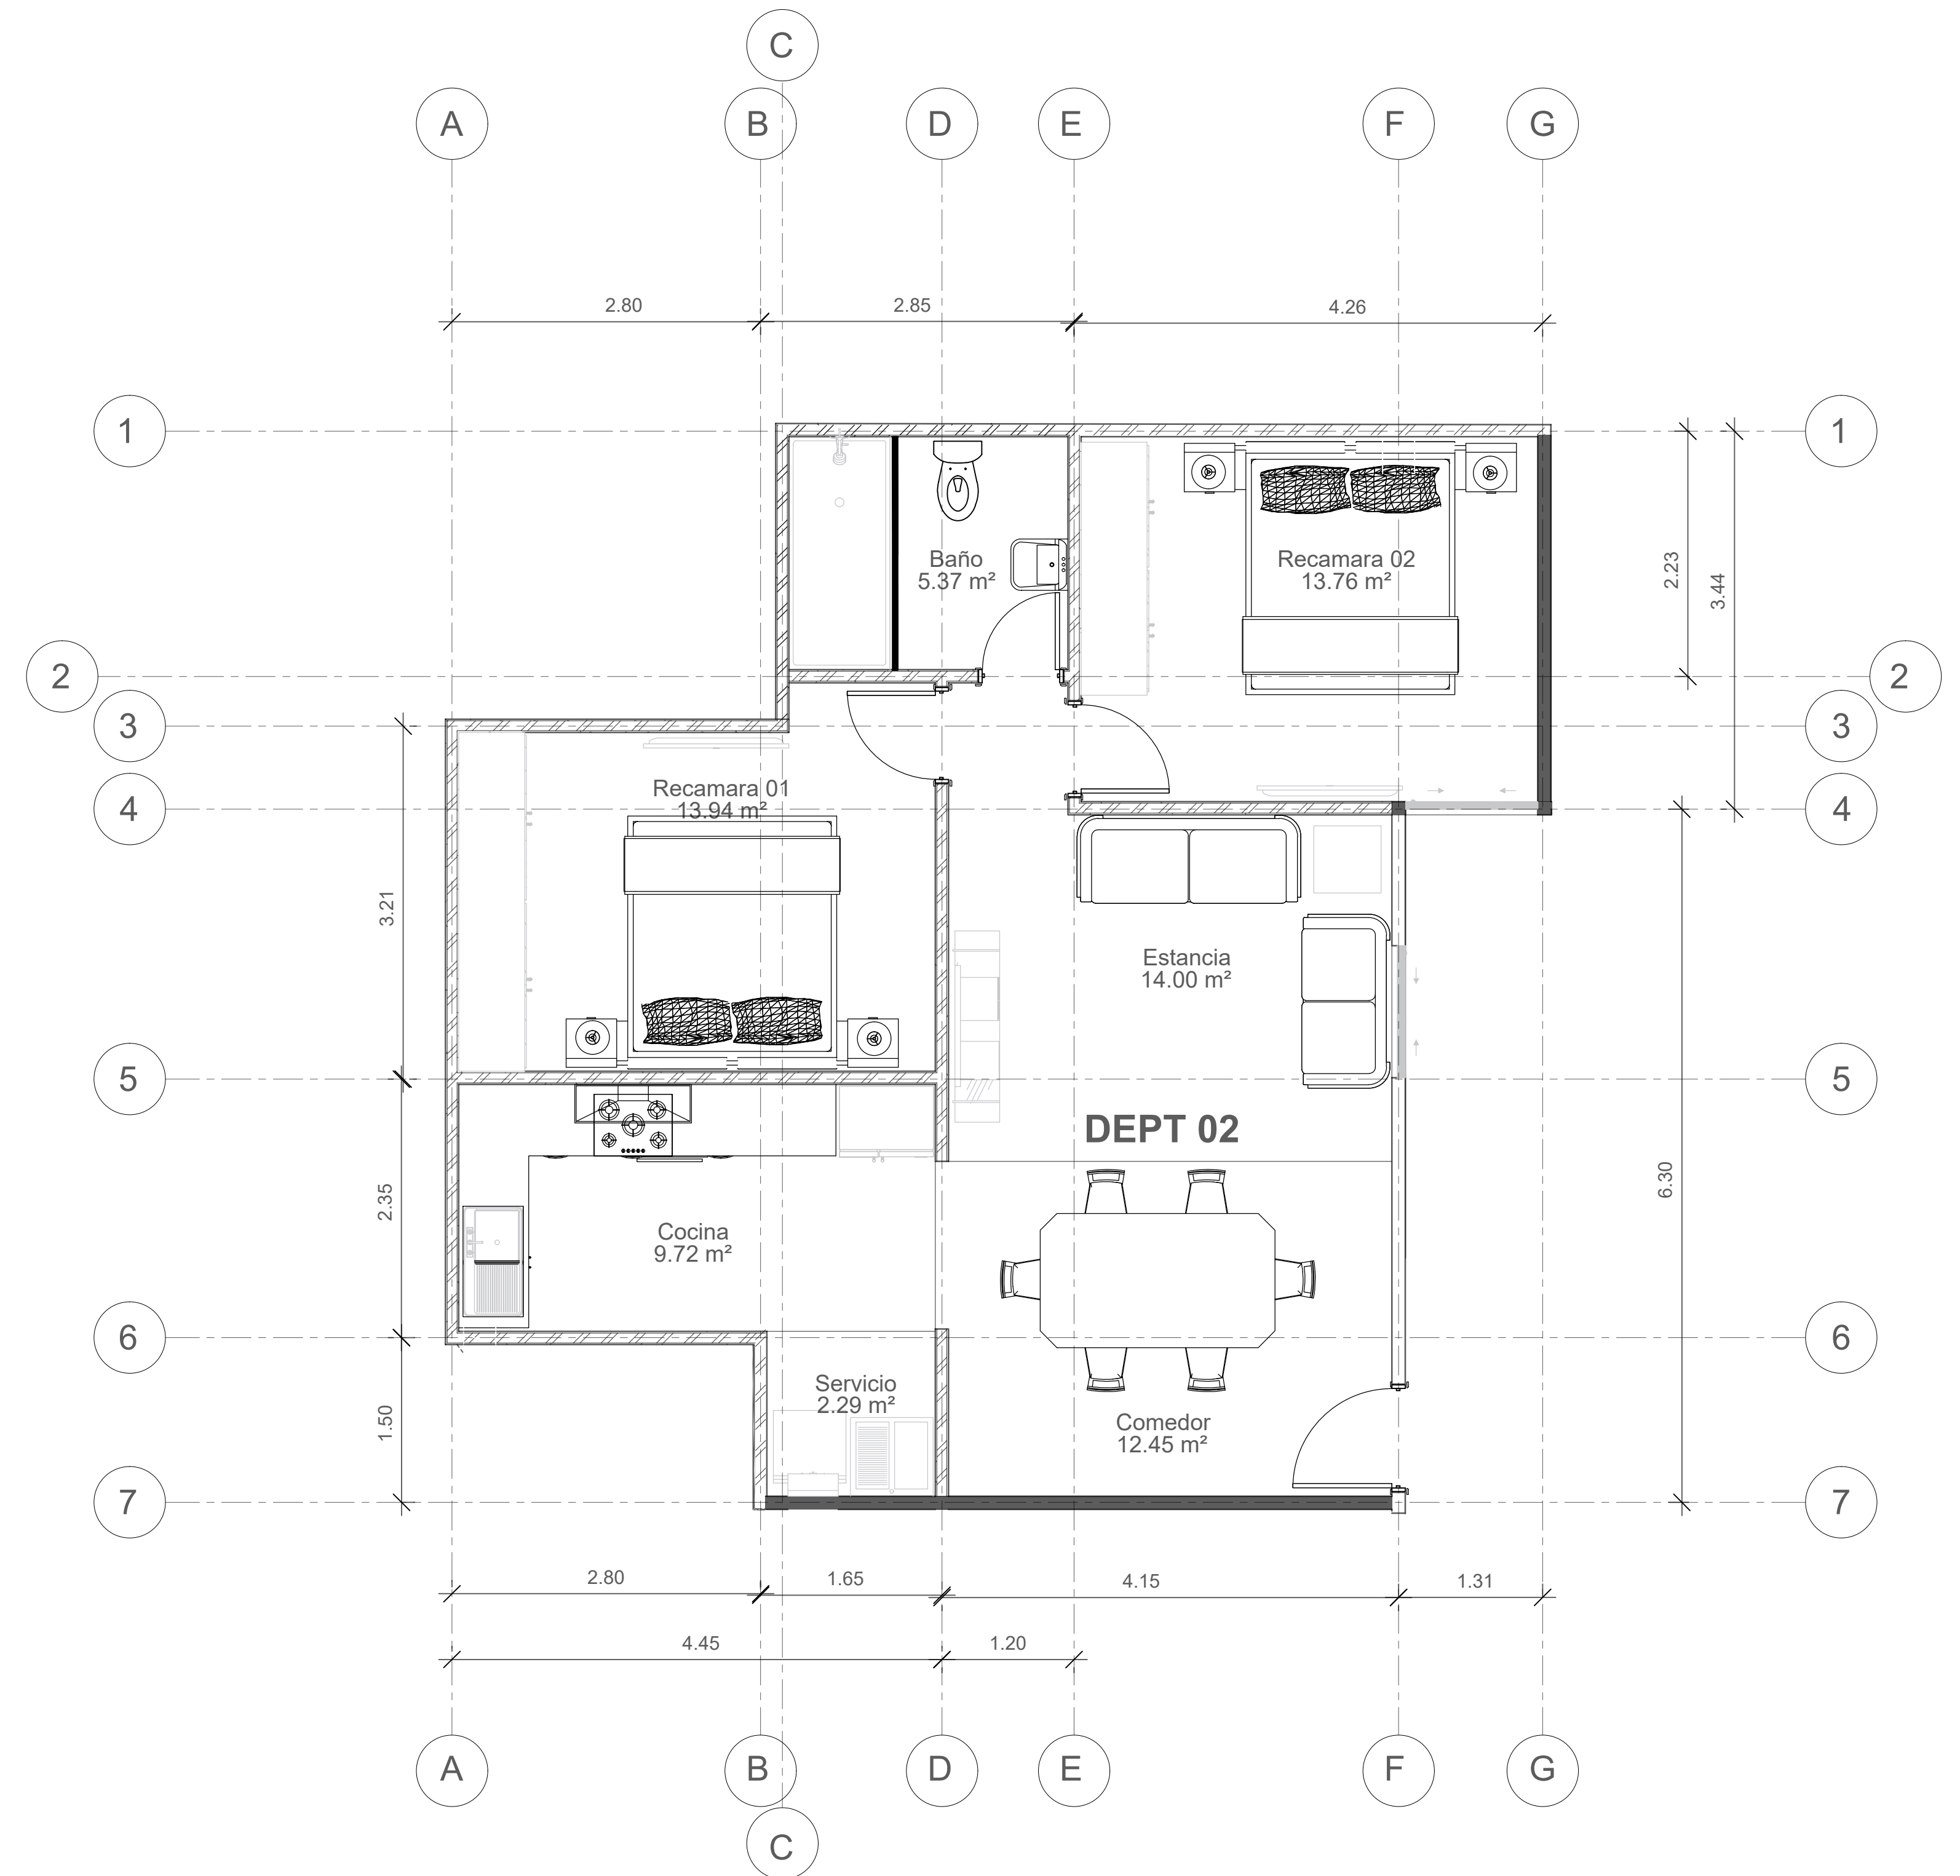 C
A
B
D
E
F
G
2.80
2.85
4.26
1
1
Baño
5.37 m²
Recamara 02
13.76 m²
2.23
3.44
2
2
3
3
Recamara 01
13.94 m²
4
4
3.21
Estancia
14.00 m²
5
5
DEPT 02
2.35
6.30
Cocina
9.72 m²
6
6
Servicio
2.29 m²
1.50
Comedor
12.45 m²
7
7
2.80
1.65
4.15
1.31
4.45
1.20
A
B
D
E
F
G
C